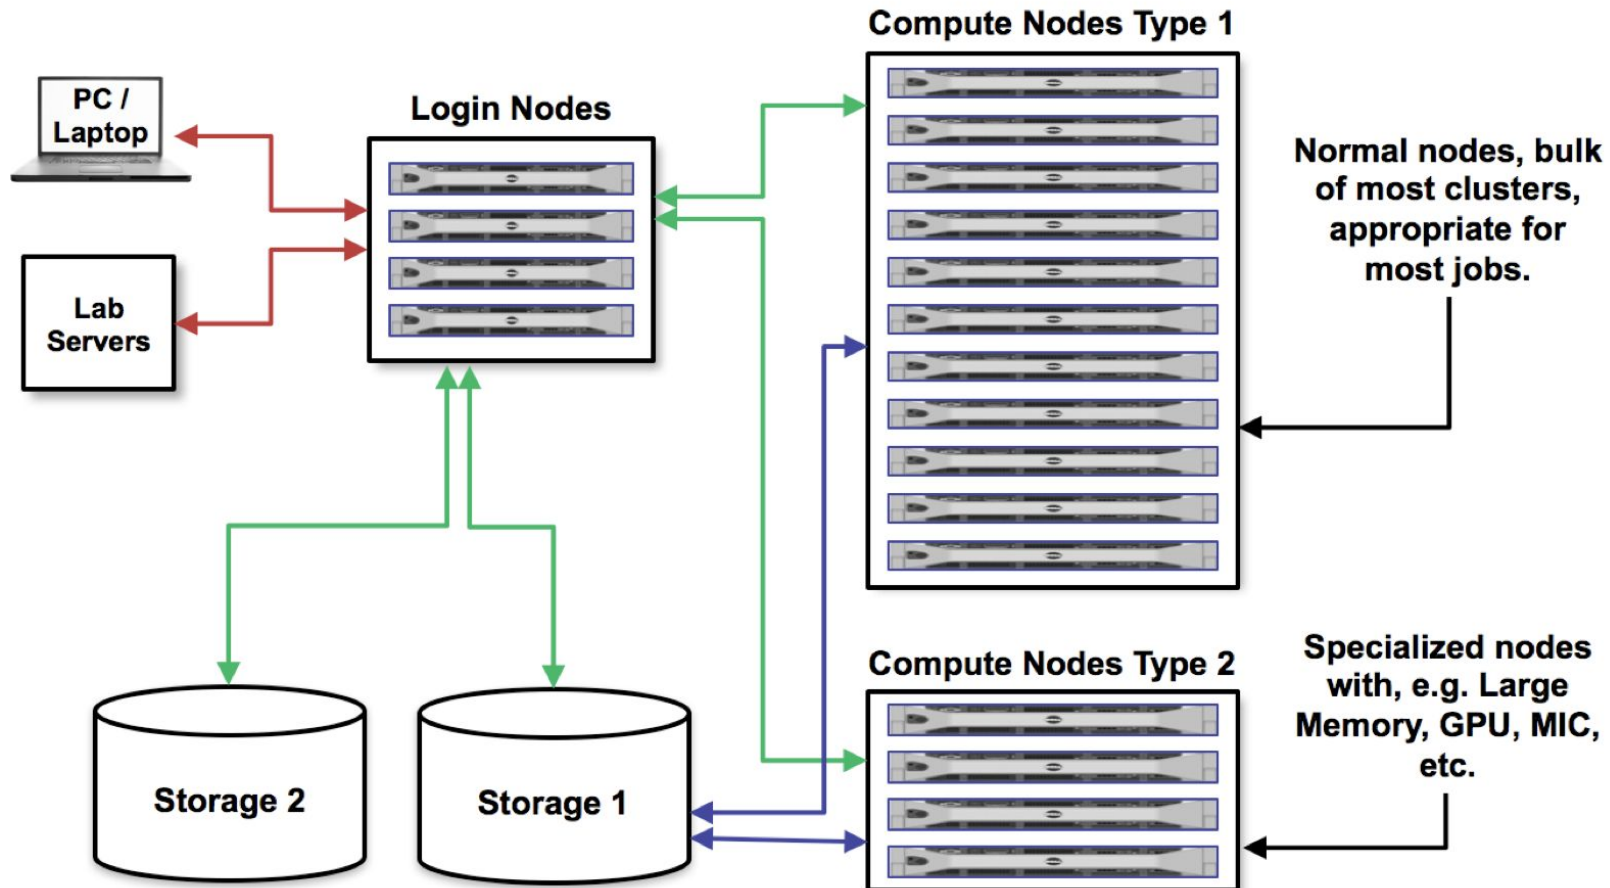 Compute Nodes Type 1
PC /
Laptop
Login Nodes
Normal nodes, bulk
of most clusters,
appropriate for
most jobs.
Lab
Servers
Compute Nodes Type 2
Specialized nodes
with, e.g. Large
Memory, GPU, MIC,
etc.
Storage 2
Storage 1